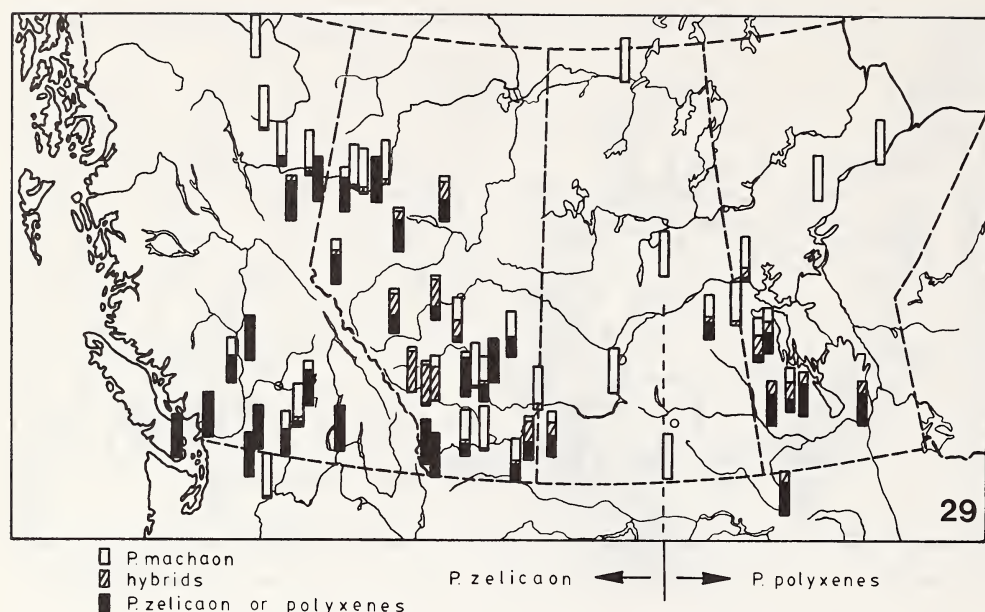 29
P. machaon
hybrids
P. zelicaon or polyxenes
P. zelicaon
P. polyxenes